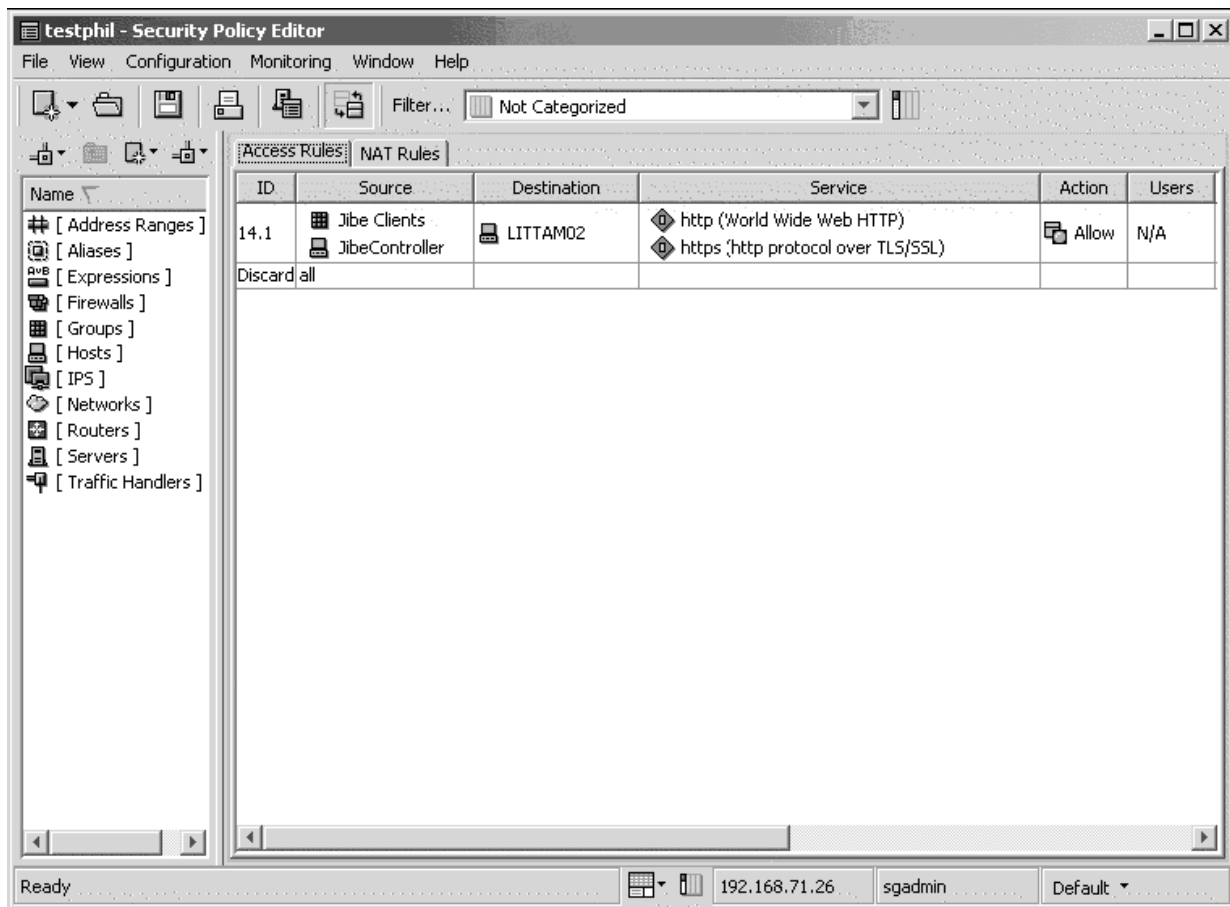 testphil - Security Policy Editor
File View Configuration Monitoring Window Help
Filter... Not Categorized
Access Rules NAT Rules
Name
[ Address Ranges ]
[ Aliases ]
[ Expressions ]
[ Firewalls ]
[ Groups ]
[ Hosts ]
[ IPS ]
[ Networks ]
[ Routers ]
[ Servers ]
[ Traffic Handlers ]
ID Source Destination Service Action Users
14.1 Jibe Clients LITTAM02 http (World Wide Web HTTP) Allow N/A
JibeController https (http protocol over TLS/SSL)
Discard all
Ready 192.168.71.26 sgadmin Default